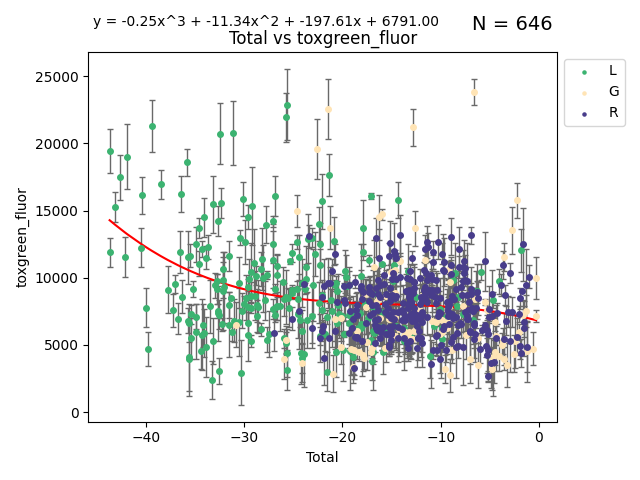 y = -0.25x^3 + -11.34x^2 + -197.61x + 6791.00
N = 646
Total vs toxgreen_fluor
25000
20000
15000
10000
5000
0
toxgreen_fluor
−40
−30
−20
−10
0
Total
L
G
R